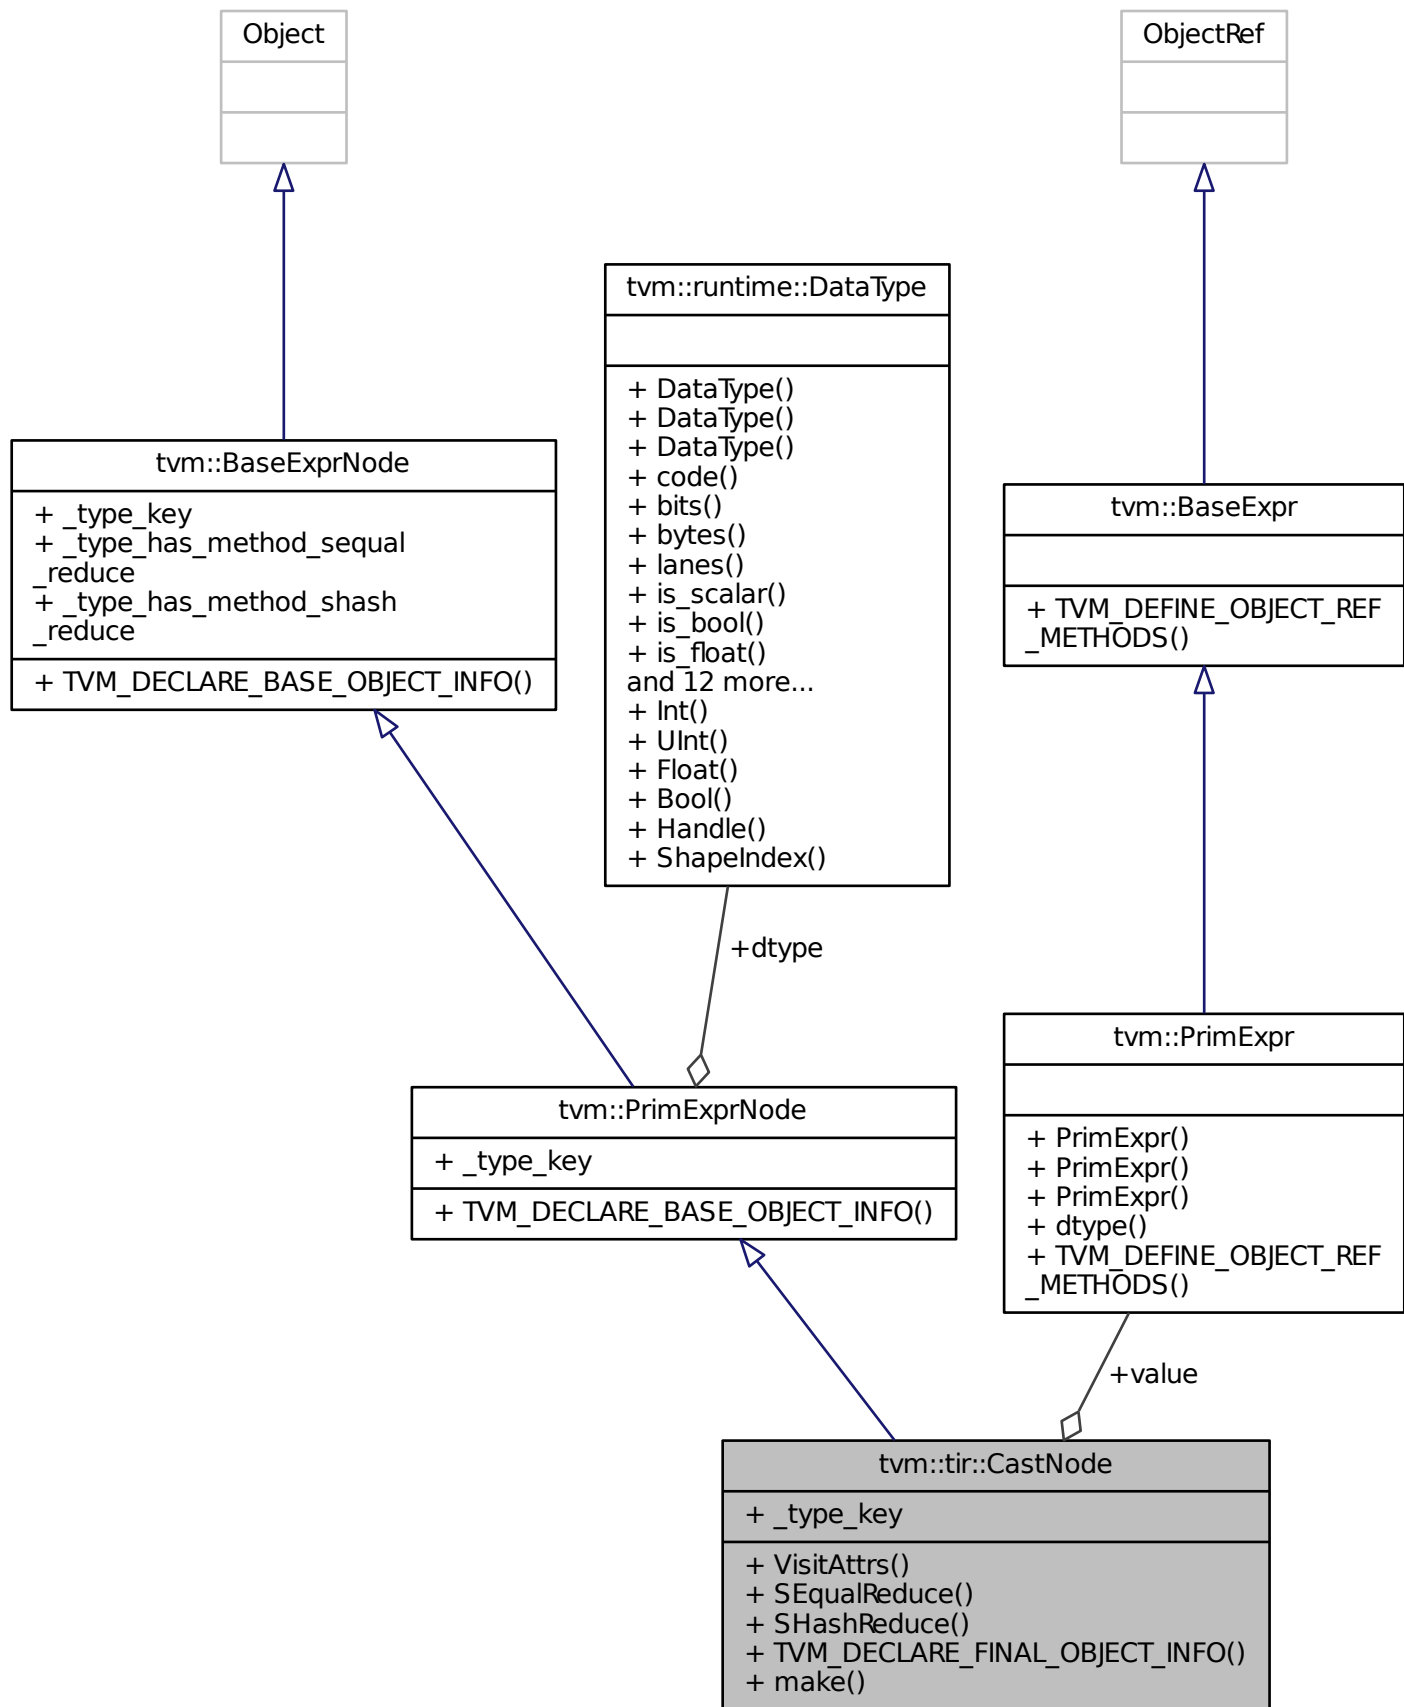 Object
ObjectRef
tvm::runtime::DataType
+ DataType()
+ DataType()
+ DataType()
+ code()
+ bits()
+ bytes()
+ lanes()
+ is_scalar()
+ is_bool()
+ is_float()
and 12 more...
+ Int()
+ UInt()
+ Float()
+ Bool()
+ Handle()
+ ShapeIndex()
tvm::BaseExprNode
+ _type_key
+ _type_has_method_sequal
_reduce
+ _type_has_method_shash
_reduce
+ TVM_DECLARE_BASE_OBJECT_INFO()
tvm::BaseExpr
+ TVM_DEFINE_OBJECT_REF
_METHODS()
+dtype
tvm::PrimExprNode
+ _type_key
+ TVM_DECLARE_BASE_OBJECT_INFO()
tvm::PrimExpr
+ PrimExpr()
+ PrimExpr()
+ PrimExpr()
+ dtype()
+ TVM_DEFINE_OBJECT_REF
_METHODS()
+value
tvm::tir::CastNode
+ _type_key
+ VisitAttrs()
+ SEqualReduce()
+ SHashReduce()
+ TVM_DECLARE_FINAL_OBJECT_INFO()
+ make()